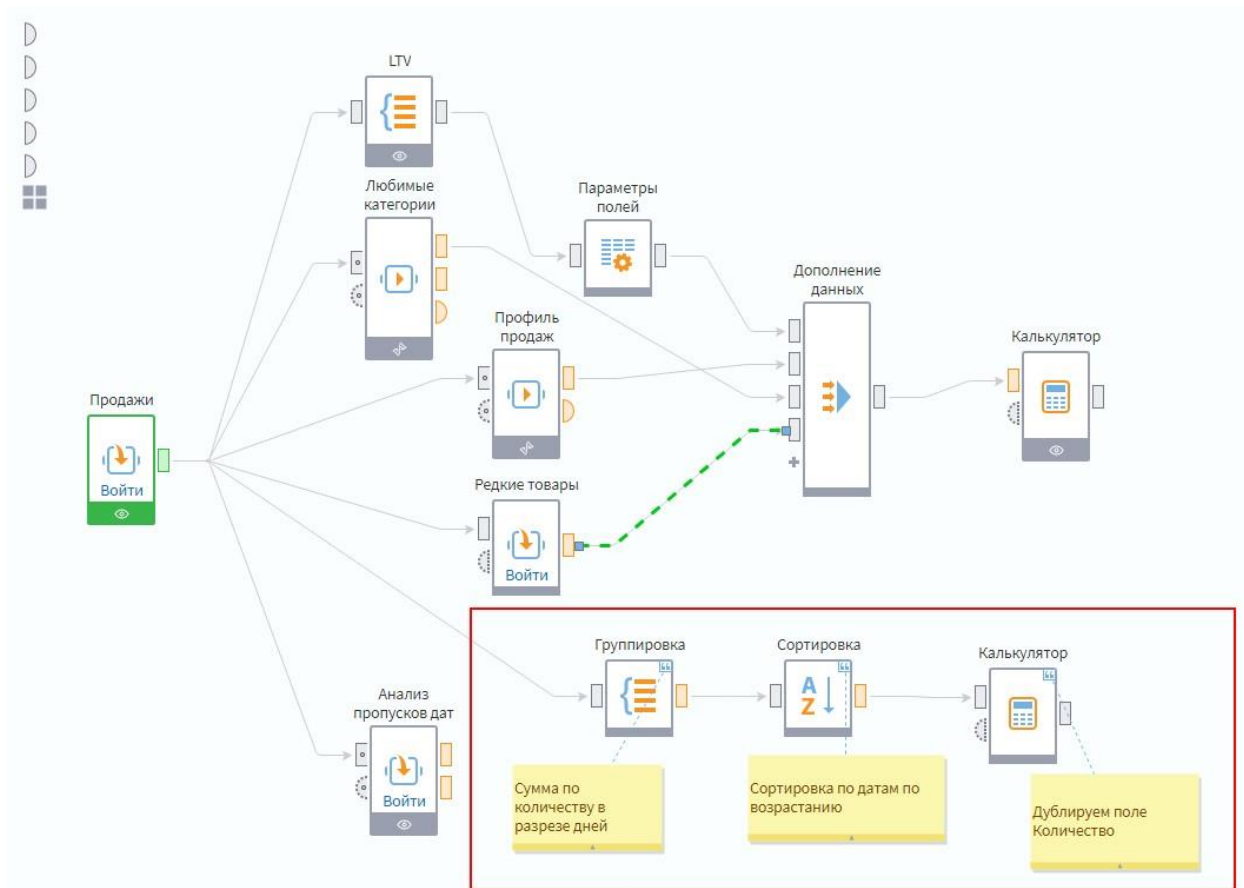 LTV
Любимые
категории
Параметры
полей
Дополнение
данных
Профиль
продаж
Калькулятор
Продажи
Войти
Редкие товары
Войти
Группировка
Сортировка
Калькулятор
A
Z
Анализ
пропусков дат
Войти
Сумма по
количеству в
разрезе дней
Сортировка по датам по
возрастанию
Дублируем поле
Количество